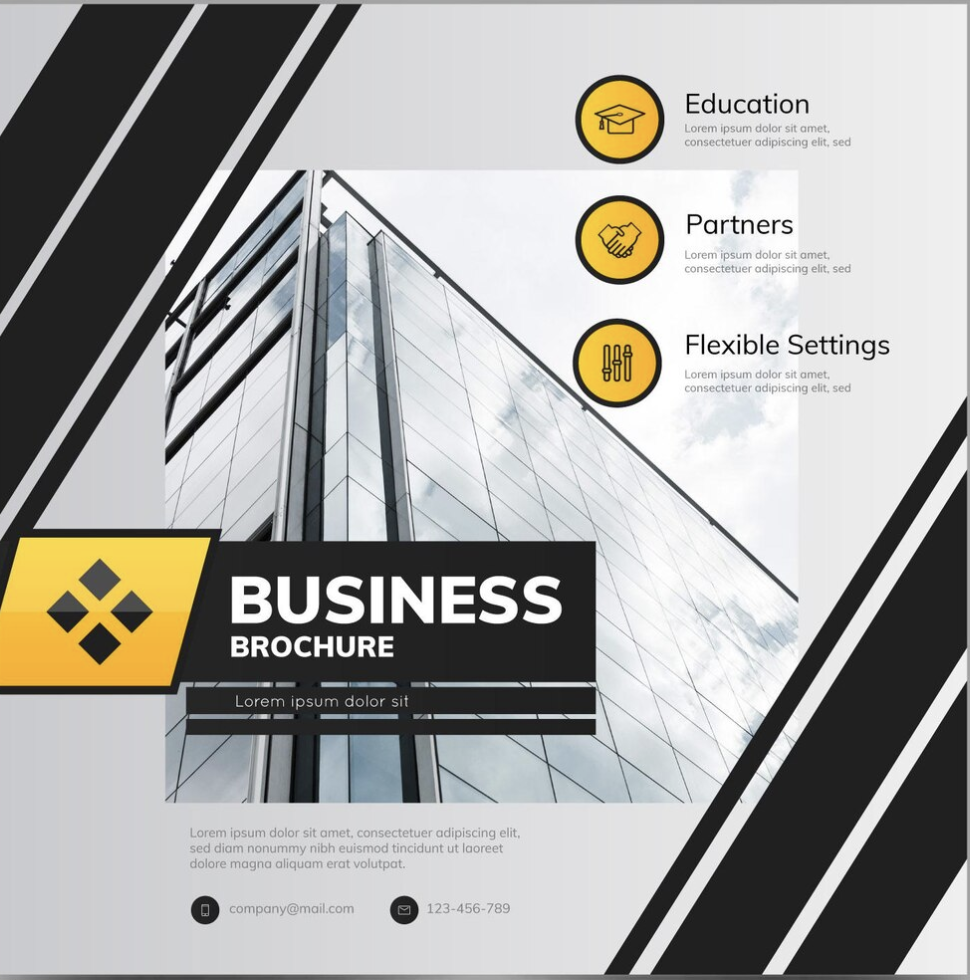 Education
Lorem ipsum dolor sit amet,
consectetuer adipiscing elit, sed
Partners
Lorem ipsum dolor sit amet,
consectetuer adipiscing elit, sed
Flexible Settings
Lorem ipsum dolor sit amet,
consectetuer adipiscing elit, sed
BUSINESS
BROCHURE
Lorem ipsum dolor sit
Lorem ipsum dolor sit amet, consectetuer adipiscing elit,
sed diam nonummy nibh euismod tincidunt ut laoreet
dolore magna aliquam erat volutpat.
company@mail.com 123-456-789